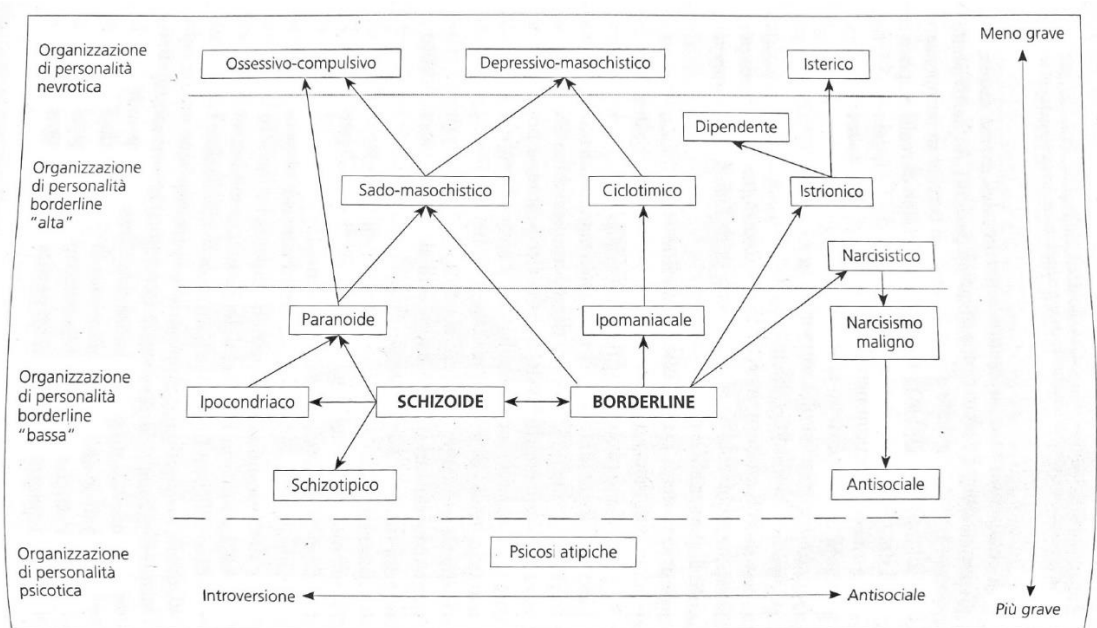 Organizzazione
di personalità
nevrotica
Ossessivo-compulsivo
Depressivo-masochistico
Isterico
Meno grave
Organizzazione
di personalità
borderline
"alta"
Dipendente
Sado-masochistico
Ciclotimico
Istrionico
Narcisistico
Organizzazione
di personalità
borderline
"bassa"
Paranoide
Ipomaniacale
Narcisismo
maligno
Ipocondriaco
SCHIZOIDE
BORDERLINE
Schizotipico
Antisociale
Organizzazione
di personalità
psicotica
Psicosi atipiche
Introversione
Antisociale
Più grave